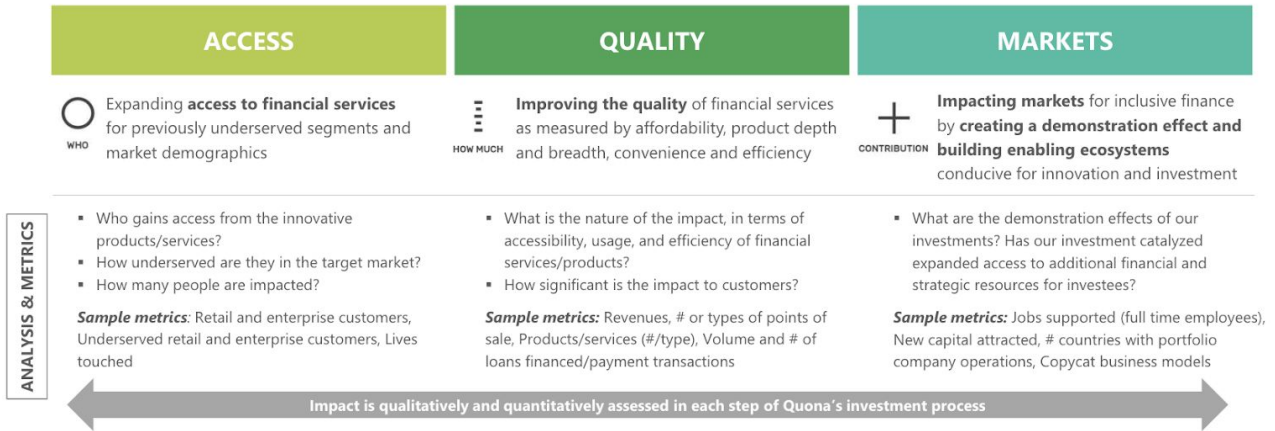 ACCESS
Expanding access to financial services
for previously underserved segments and
market demographics
WHO
QUALITY
Improving the quality of financial services
as measured by affordability, product depth
and breadth, convenience and efficiency
HOW MUCH
MARKETS
Impacting markets for inclusive finance
by creating a demonstration effect and
building enabling ecosystems
conducive for innovation and investment
CONTRIBUTION
ANALYSIS & METRICS
▪ Who gains access from the innovative
products/services?
▪ How underserved are they in the target market?
▪ How many people are impacted?
Sample metrics: Retail and enterprise customers,
Underserved retail and enterprise customers, Lives
touched
▪ What is the nature of the impact, in terms of
accessibility, usage, and efficiency of financial
services/products?
▪ How significant is the impact to customers?
Sample metrics: Revenues, # or types of points of
sale, Products/services (#/type), Volume and # of
loans financed/payment transactions
▪ What are the demonstration effects of our
investments? Has our investment catalyzed
expanded access to additional financial and
strategic resources for investees?
Sample metrics: Jobs supported (full time employees),
New capital attracted, # countries with portfolio
company operations, Copycat business models
Impact is qualitatively and quantitatively assessed in each step of Quona's investment process